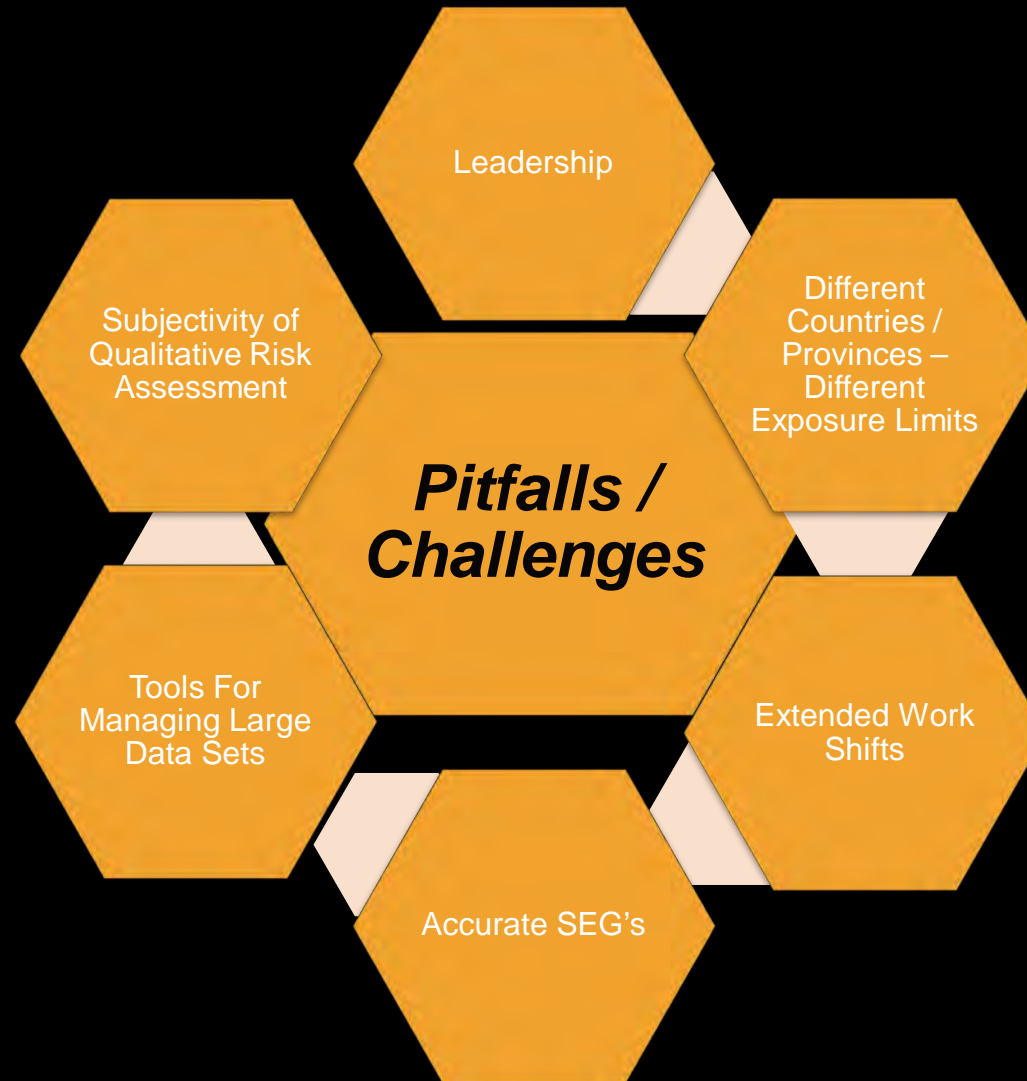 Leadership
Different
Countries /
Provinces –
Different
Exposure Limits
Extended Work
Shifts
Accurate SEG's
Tools For
Managing Large
Data Sets
Subjectivity of
Qualitative Risk
Assessment
Pitfalls /
Challenges